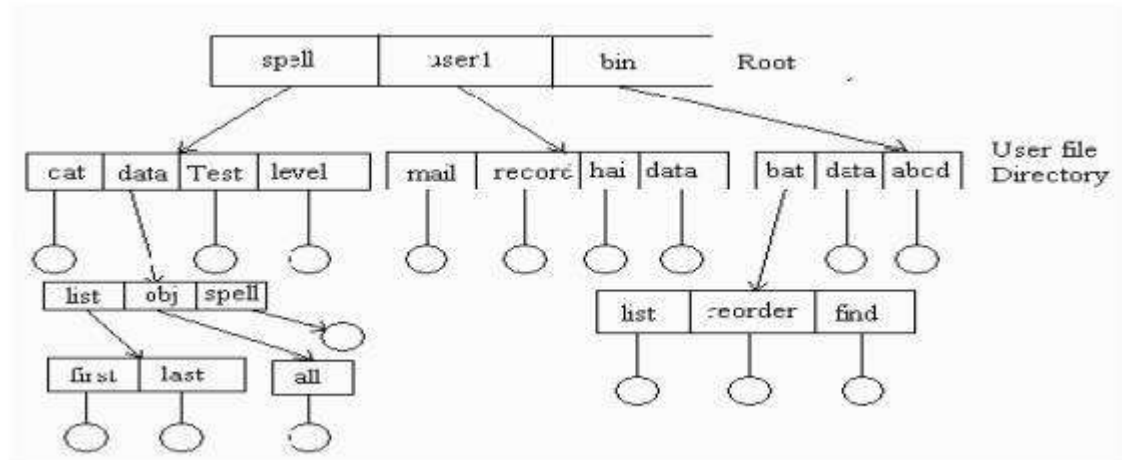 spell user1 bin Root
User file
cat data Test level mail record hai data bat data abcd Directory
list obj spell
list reorder find
first last all